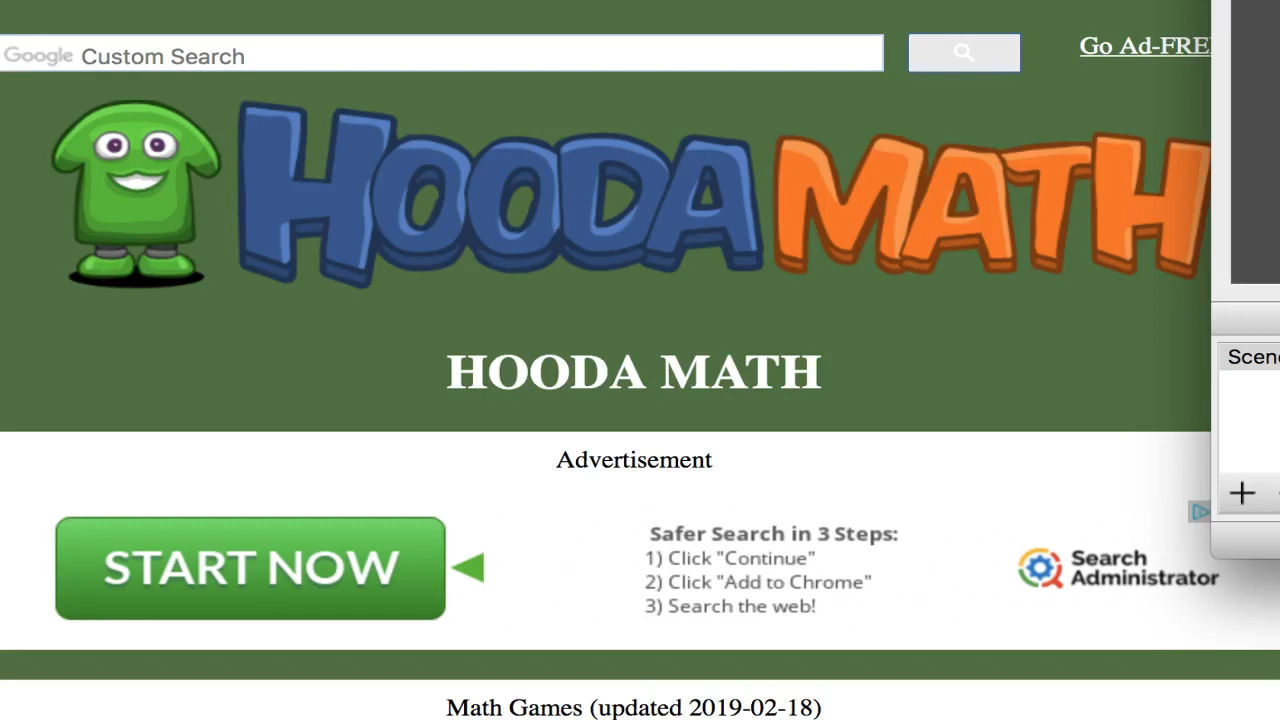 Google Custom Search
Go Ad-FREE
HOODA MATH
HOODA MATH
Advertisement
START NOW
Safer Search in 3 Steps:
1) Click "Continue"
2) Click "Add to Chrome"
3) Search the web!
Search
Administrator
Scene
Math Games (updated 2019-02-18)